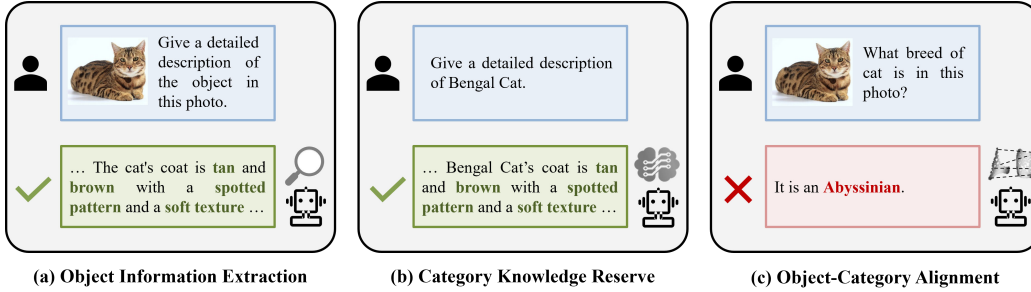 Give a detailed
description of
the object in
this photo.
… The cat's coat is tan and
brown with a spotted
pattern and a soft texture …
(a) Object Information Extraction
Give a detailed description
of Bengal Cat.
… Bengal Cat’s coat is tan
and brown with a spotted
pattern and a soft texture …
(b) Category Knowledge Reserve
What breed of
cat is in this
photo?
It is an Abyssinian.
(c) Object-Category Alignment